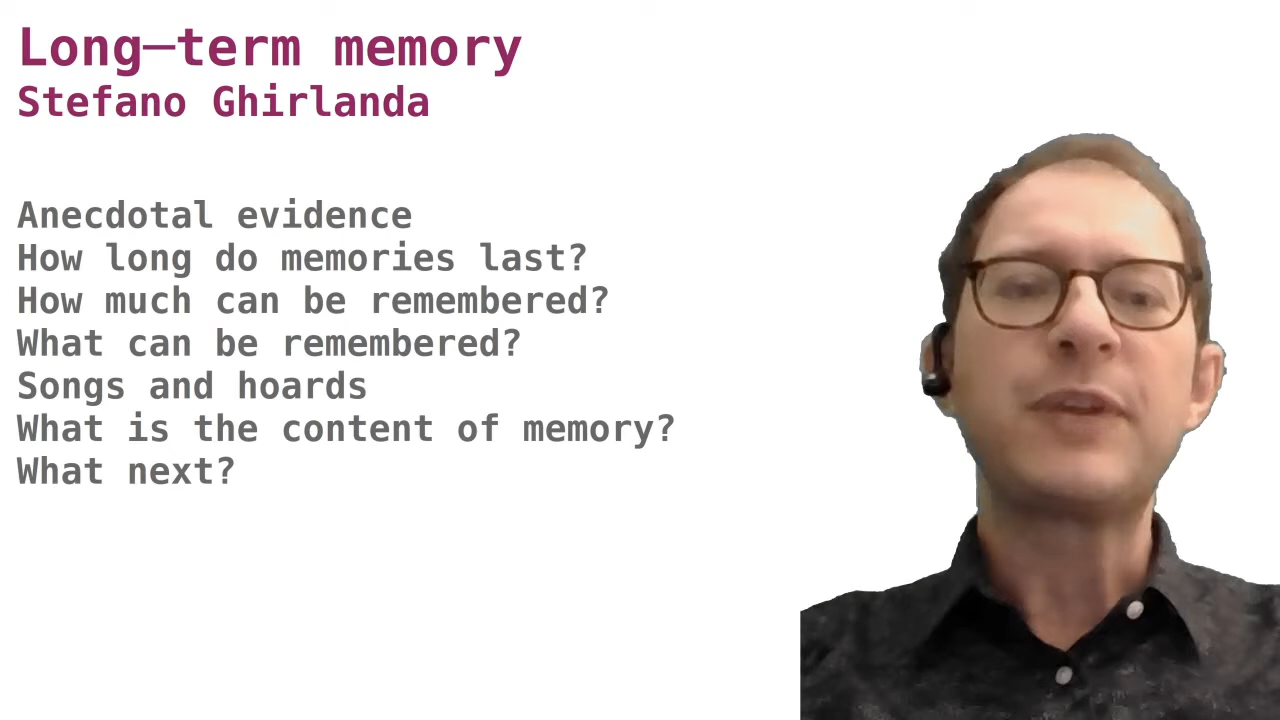 Long−term memory
Stefano Ghirlanda
Anecdotal evidence
How long do memories last?
How much can be remembered?
What can be remembered?
Songs and hoards
What is the content of memory?
What next?